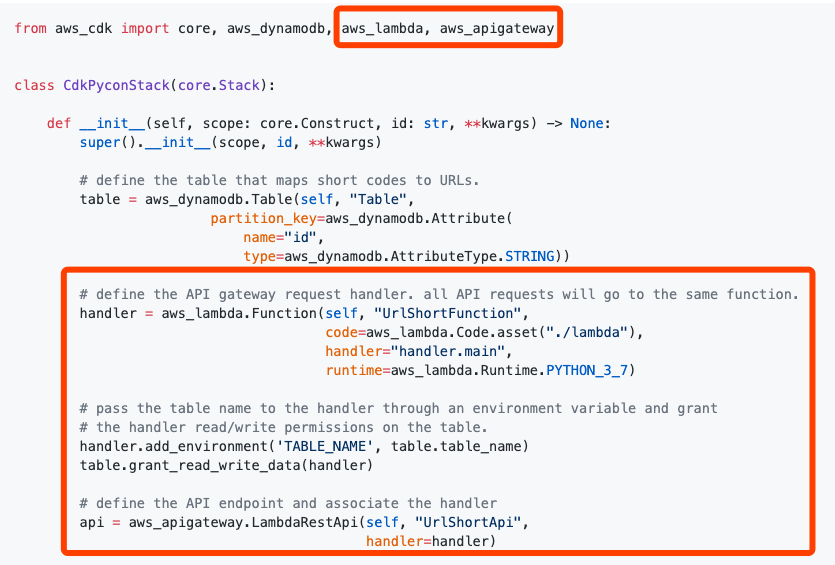 from aws_cdk import core, aws_dynamodb, aws_lambda, aws_apigateway
class CdkPyconStack(core.Stack):
    def __init__(self, scope: core.Construct, id: str, **kwargs) -> None:
        super().__init__(scope, id, **kwargs)
        # define the table that maps short codes to URLs.
        table = aws_dynamodb.Table(self, "Table",
                        partition_key=aws_dynamodb.Attribute(
                            name="id",
                            type=aws_dynamodb.AttributeType.STRING))
        # define the API gateway request handler. all API requests will go to the same function.
        handler = aws_lambda.Function(self, "UrlShortFunction",
                                      code=aws_lambda.Code.asset("./lambda"),
                                      handler="handler.main",
                                      runtime=aws_lambda.Runtime.PYTHON_3_7)
        # pass the table name to the handler through an environment variable and grant
        # the handler read/write permissions on the table.
        handler.add_environment('TABLE_NAME', table.table_name)
        table.grant_read_write_data(handler)
        # define the API endpoint and associate the handler
        api = aws_apigateway.LambdaRestApi(self, "UrlShortApi",
                                           handler=handler)